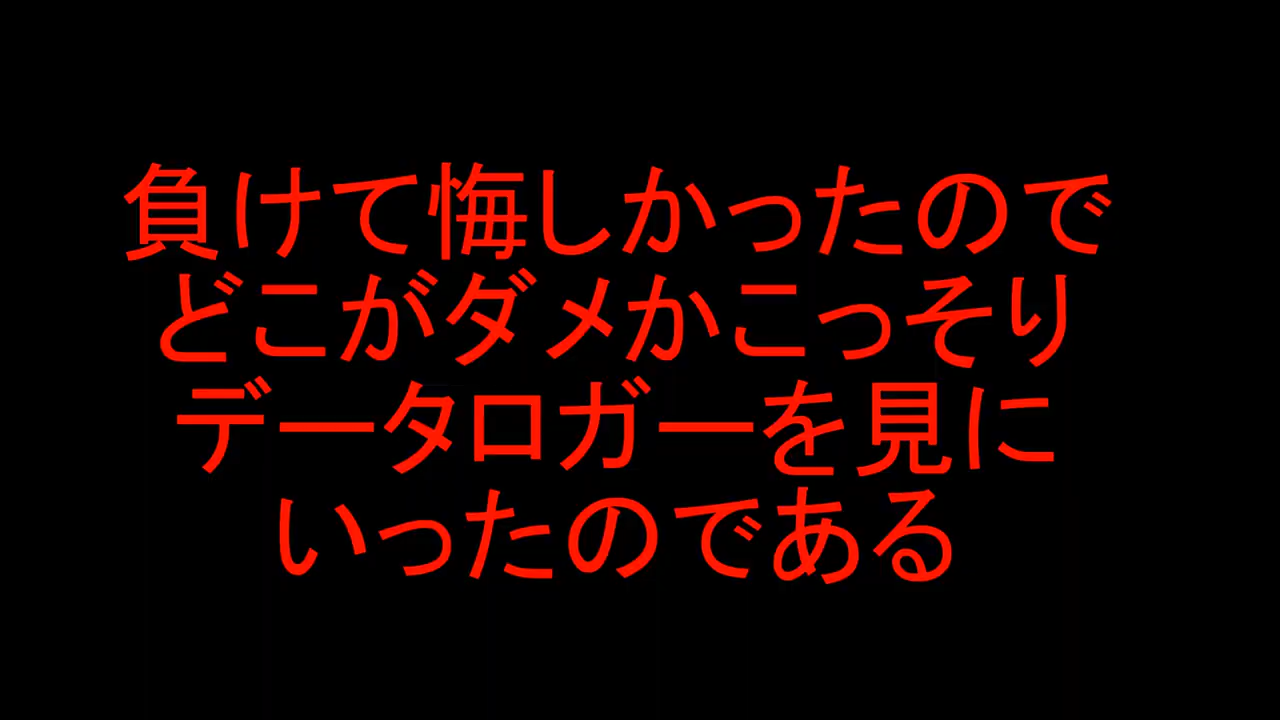 負けて悔しかったので
どこがダメかこっそり
データロガーを見に
いったのである